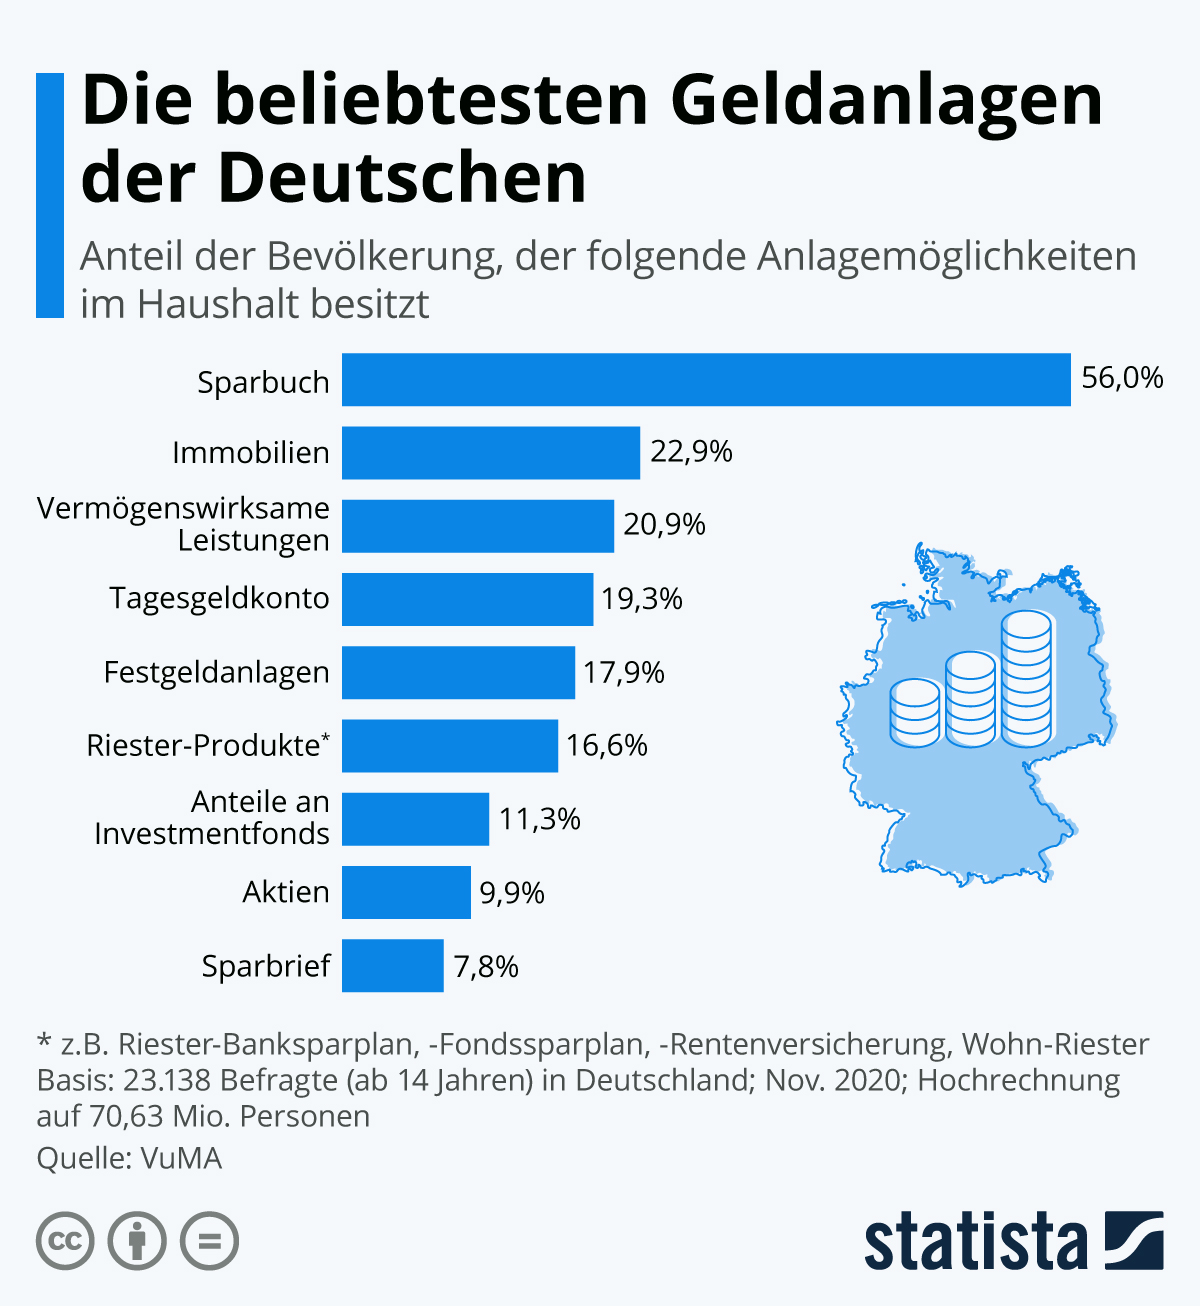 Die beliebtesten Geldanlagen
der Deutschen
Anteil der Bevölkerung, der folgende Anlagemöglichkeiten
im Haushalt besitzt
Sparbuch 56,0%
Immobilien 22,9%
Vermögenswirksame
Leistungen 20,9%
Tagesgeldkonto 19,3%
Festgeldanlagen 17,9%
Riester-Produkte* 16,6%
Anteile an
Investmentfonds 11,3%
Aktien 9,9%
Sparbrief 7,8%
* z.B. Riester-Banksparplan, -Fondssparplan, -Rentenversicherung, Wohn-Riester
Basis: 23.138 Befragte (ab 14 Jahren) in Deutschland; Nov. 2020; Hochrechnung
auf 70,63 Mio. Personen
Quelle: VuMA
cc
statista